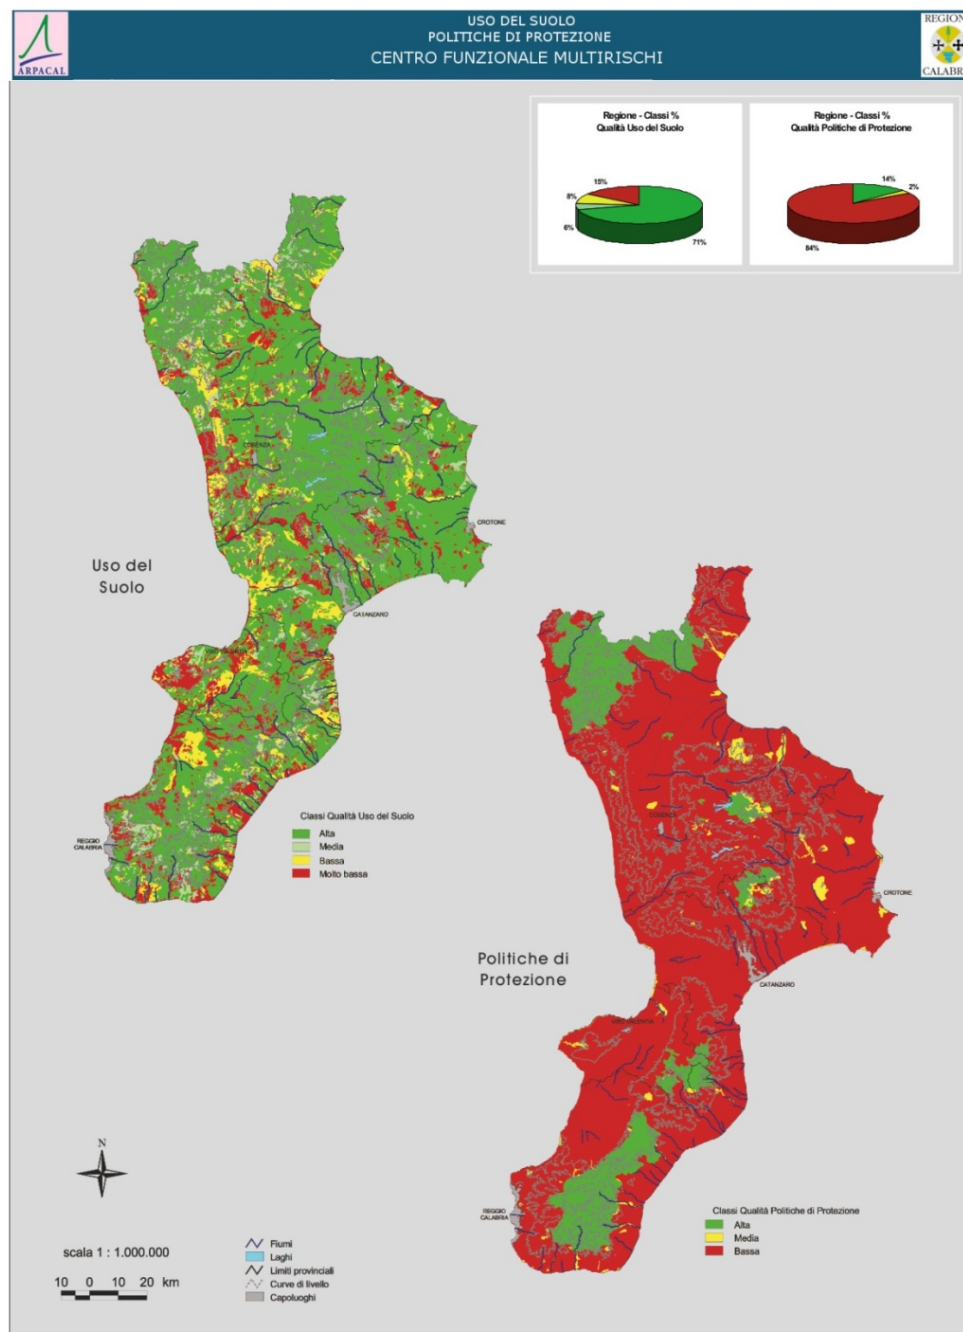 USO DEL SUOLO
POLITICHE DI PROTEZIONE
CENTRO FUNZIONALE MULTIRISCHI
ARPACAL
REGIONE
CALABRIA
Regione - Classi %
Qualità Uso del Suolo
15%
8%
6%
71%
Regione - Classi %
Qualità Politiche di Protezione
14%
2%
84%
COSENZA
CROTONE
CATANZARO
VIBO VALENTIA
REGGIO
CALABRIA
Uso del
Suolo
Classi Qualità Uso del Suolo
Alta
Media
Bassa
Molto bassa
COSENZA
CROTONE
CATANZARO
VIBO VALENTIA
REGGIO
CALABRIA
Politiche di
Protezione
Classi Qualità Politiche di Protezione
Alta
Media
Bassa
N
scala 1 : 1.000.000
10 0 10 20 km
Fiumi
Laghi
Limiti provinciali
Curve di livello
Capoluoghi